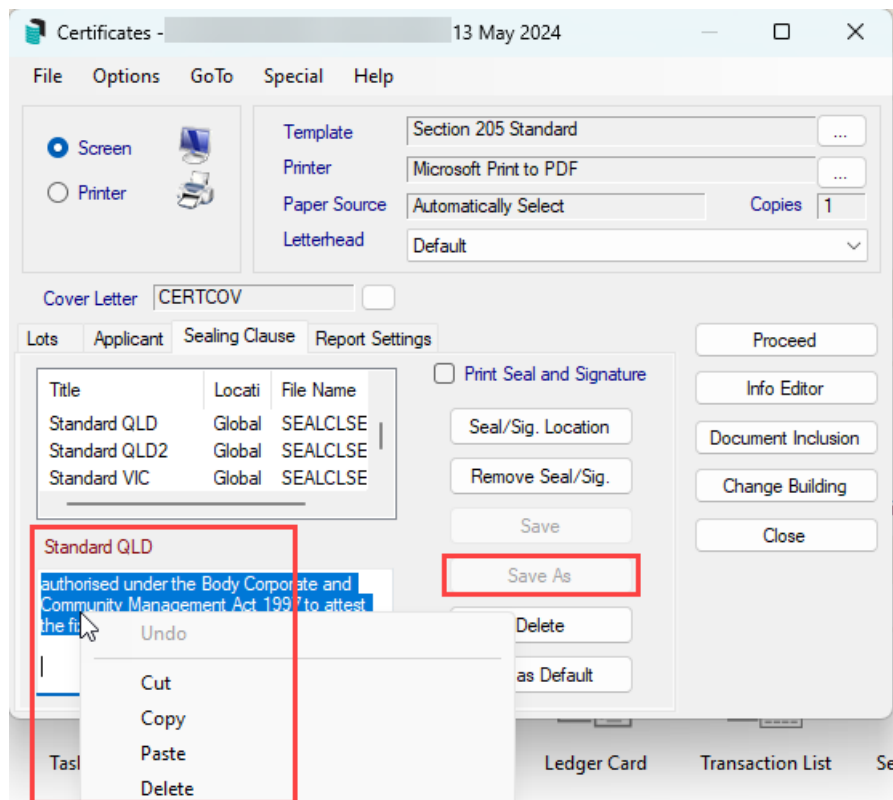 Certificates - 13 May 2024
File Options GoTo Special Help
Screen
Printer
Template Section 205 Standard ...
Printer Microsoft Print to PDF ...
Paper Source Automatically Select Copies 1
Letterhead Default
Cover Letter CERTCOV
Lots Applicant Sealing Clause Report Settings
Title Locati File Name
Standard QLD Global SEALCLSE
Standard QLD2 Global SEALCLSE
Standard VIC Global SEALCLSE
Print Seal and Signature
Seal/Sig. Location
Remove Seal/Sig.
Save
Save As
Delete
as Default
Proceed
Info Editor
Document Inclusion
Change Building
Close
Standard QLD
authorised under the Body Corporate and
Community Management Act 1997 to attest
the
Undo
Cut
Copy
Paste
Delete
Ledger Card Transaction List